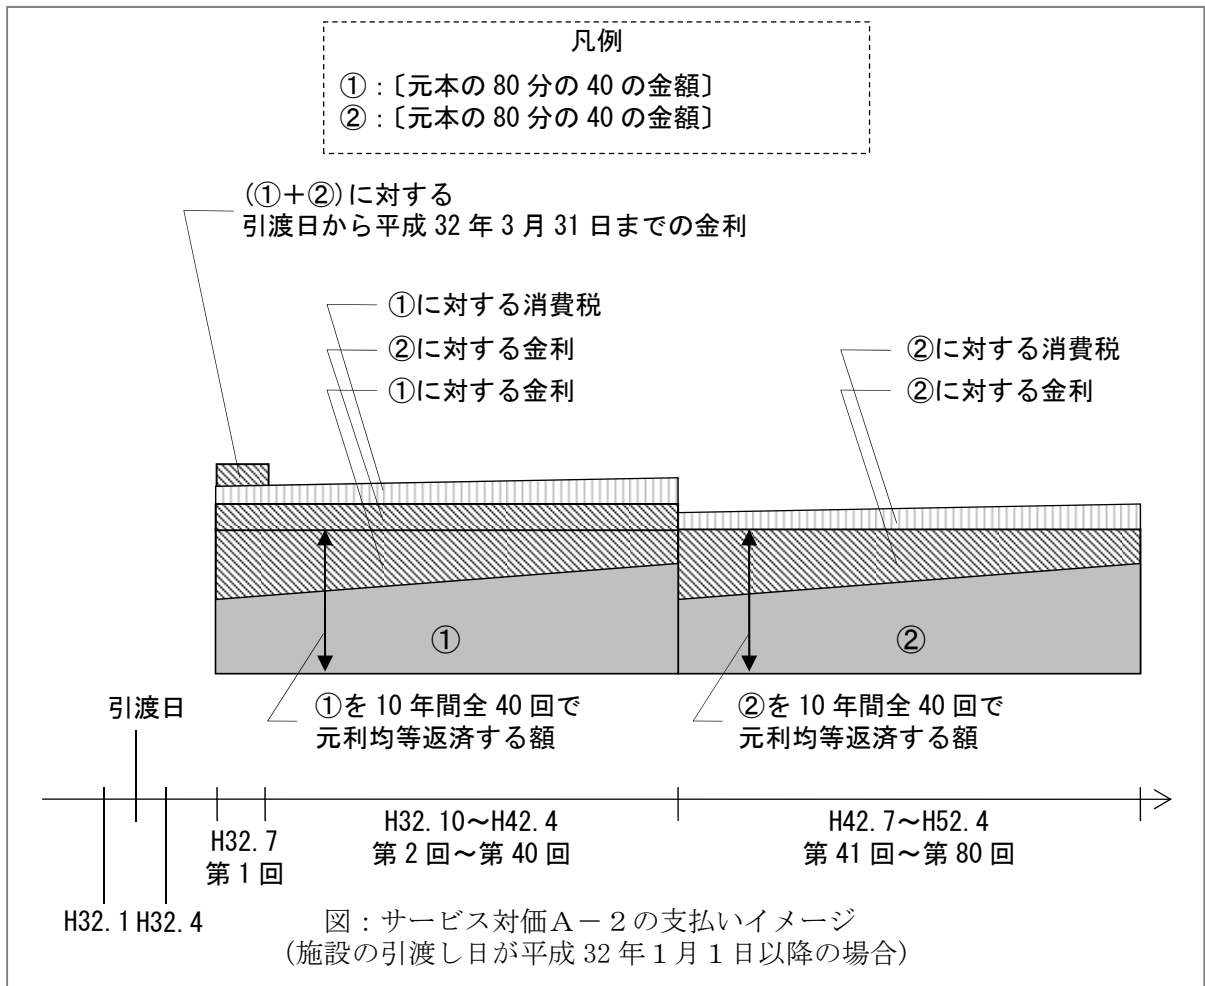 凡例
①：〔元本の 80 分の 40 の金額〕
②：〔元本の 80 分の 40 の金額〕
(①＋②)に対する
引渡日から平成 32 年 3 月 31 日までの金利
①に対する消費税
②に対する金利
①に対する金利
②に対する消費税
②に対する金利
①
②
①を 10 年間全 40 回で
元利均等返済する額
②を 10 年間全 40 回で
元利均等返済する額
引渡日
H32.7
第 1 回
H32.10～H42.4
第 2 回～第 40 回
H42.7～H52.4
第 41 回～第 80 回
H32.1
H32.4
図：サービス対価Ａ－２の支払いイメージ
(施設の引渡し日が平成 32 年１月１日以降の場合)